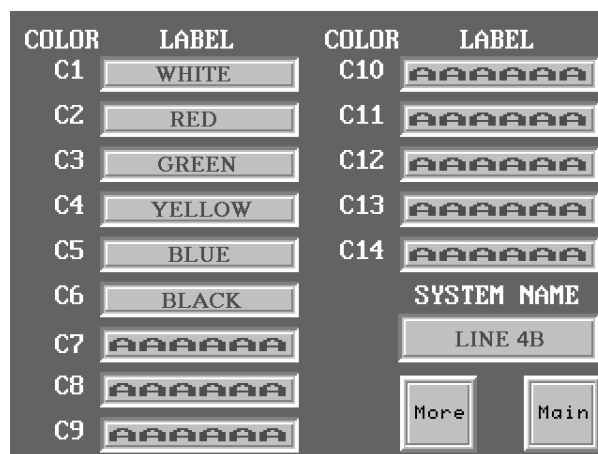 COLOR LABEL COLOR LABEL
C1 WHITE C10 AAAAAA
C2 RED C11 AAAAAA
C3 GREEN C12 AAAAAA
C4 YELLOW C13 AAAAAA
C5 BLUE C14 AAAAAA
C6 BLACK SYSTEM NAME
C7 AAAAAA LINE 4B
C8 AAAAAA
C9 AAAAAA More Main